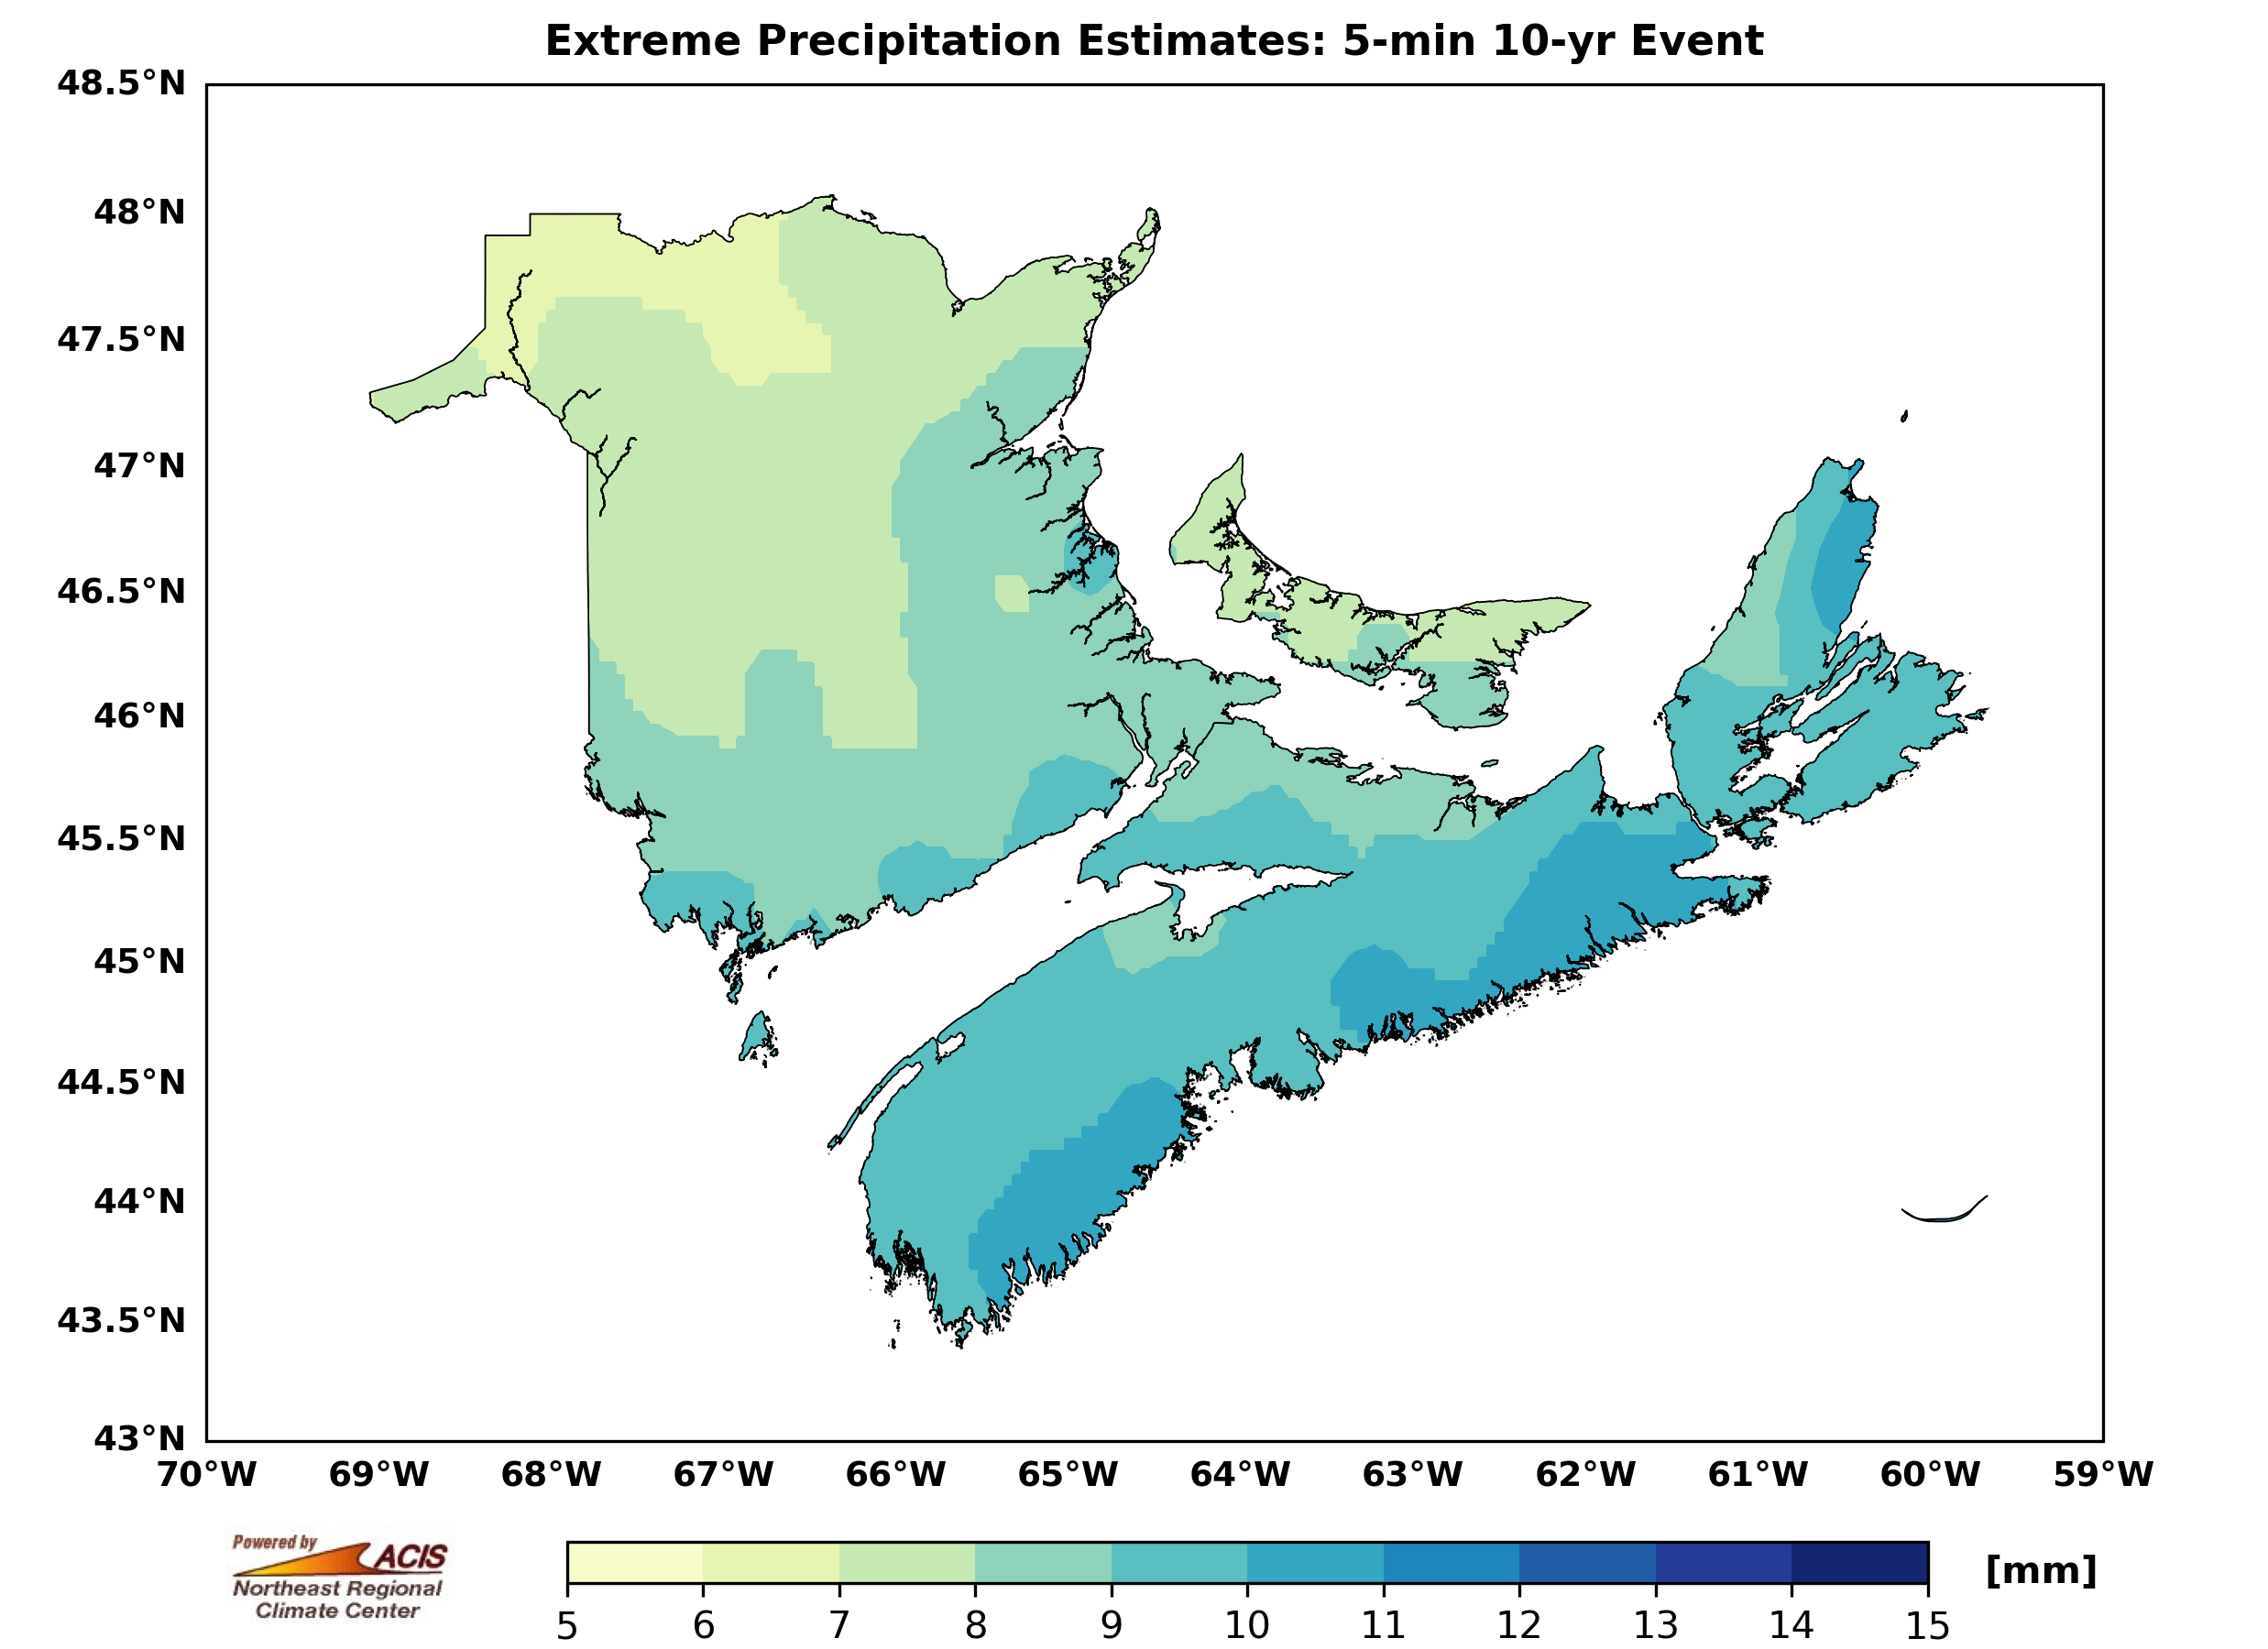 Extreme Precipitation Estimates: 5-min 10-yr Event
48.5°N
48°N
47.5°N
47°N
46.5°N
46°N
45.5°N
45°N
44.5°N
44°N
43.5°N
43°N
70°W 69°W 68°W 67°W 66°W 65°W 64°W 63°W 62°W 61°W 60°W 59°W
Powered by
ACIS
Northeast Regional
Climate Center
[mm]
5 6 7 8 9 10 11 12 13 14 15